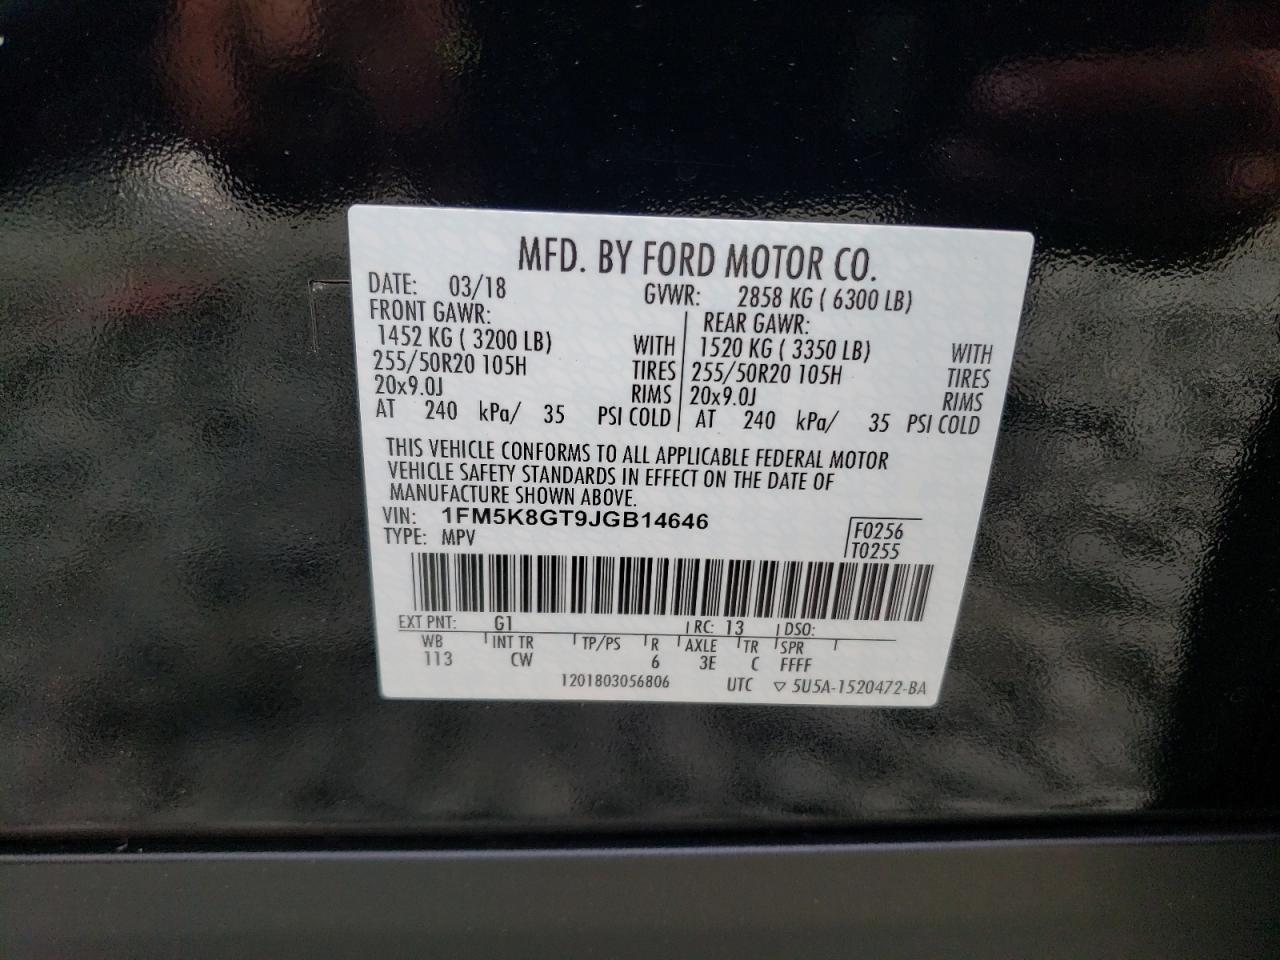 MFD. BY FORD MOTOR CO.
DATE: 03/18 GVWR: 2858 KG ( 6300 LB)
FRONT GAWR: REAR GAWR:
1452 KG ( 3200 LB) WITH 1520 KG ( 3350 LB) WITH
255/50R20 105H TIRES 255/50R20 105H TIRES
20x9.0J RIMS 20x9.0J RIMS
AT 240 kPa/ 35 PSI COLD AT 240 kPa/ 35 PSI COLD
THIS VEHICLE CONFORMS TO ALL APPLICABLE FEDERAL MOTOR
VEHICLE SAFETY STANDARDS IN EFFECT ON THE DATE OF
MANUFACTURE SHOWN ABOVE.
VIN: 1FM5K8GT9JGB14646 F0256
TYPE: MPV T0255
EXT PNT: G1 RC: 13 DSO:
WB INT TR TP/PS R AXLE TR SPR
113 CW 6 3E C FFFF
1201803056806 UTC ▽ 5U5A-1520472-BA